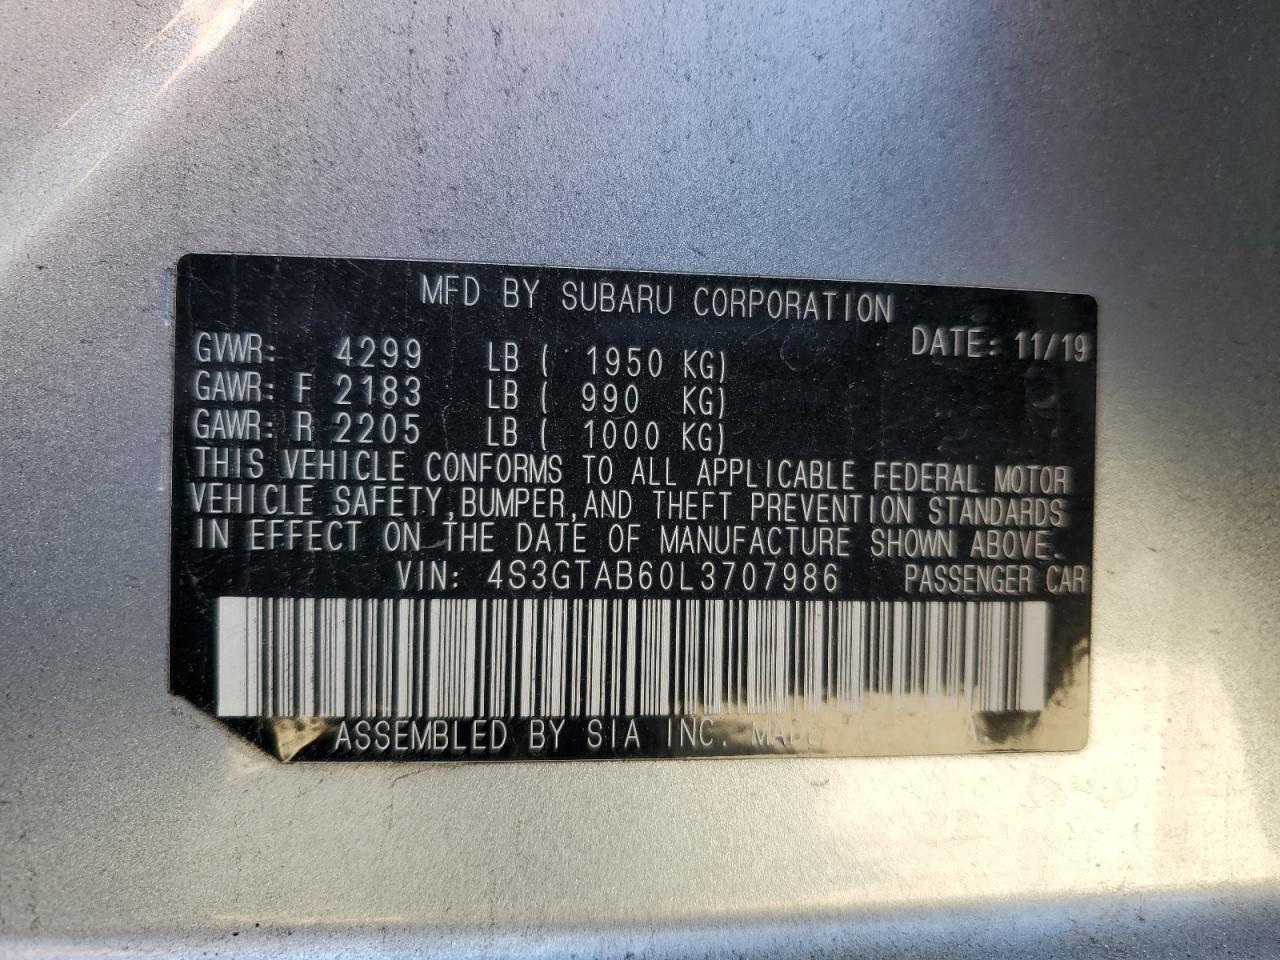 MFD BY SUBARU CORPORATION
DATE: 11/19
GVWR: 4299 LB ( 1950 KG)
GAWR: F 2183 LB ( 990 KG)
GAWR: R 2205 LB ( 1000 KG)
THIS VEHICLE CONFORMS TO ALL APPLICABLE FEDERAL MOTOR
VEHICLE SAFETY,BUMPER,AND THEFT PREVENTION STANDARDS
IN EFFECT ON THE DATE OF MANUFACTURE SHOWN ABOVE.
VIN: 4S3GTAB60L3707986 PASSENGER CAR
ASSEMBLED BY SIA INC. MADE